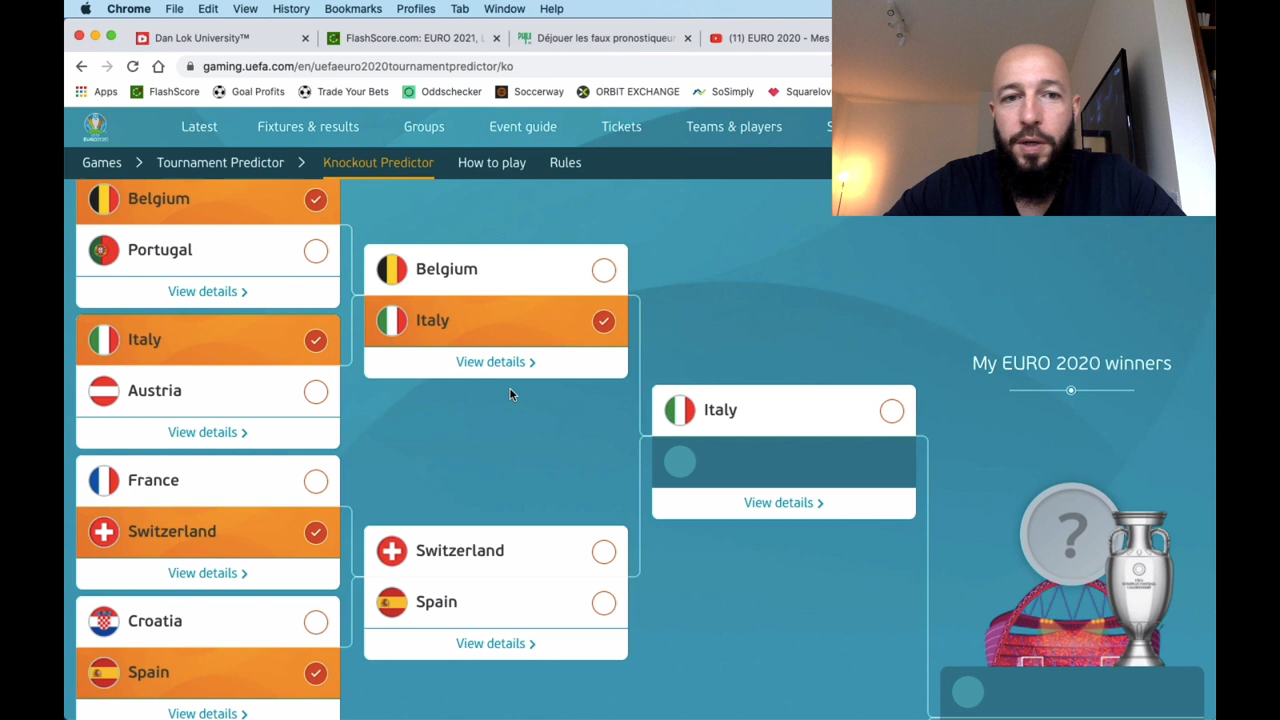 Chrome File Edit View History Bookmarks Profiles Tab Window Help
Dan Lok University™ FlashScore.com: EURO 2021, Déjouer les faux pronostiqueur (11) EURO 2020 - Mes
gaming.uefa.com/en/uefaeuro2020tournamentpredictor/ko
Apps FlashScore Goal Profits Trade Your Bets Oddschecker Soccerway ORBIT EXCHANGE SoSimply Squarelov
Latest Fixtures & results Groups Event guide Tickets Teams & players S
Games > Tournament Predictor > Knockout Predictor How to play Rules
Belgium
Portugal
View details >
Italy
Austria
View details >
France
Switzerland
View details >
Croatia
Spain
View details >
Belgium
Italy
View details >
Switzerland
Spain
View details >
Italy
View details >
My EURO 2020 winners
?